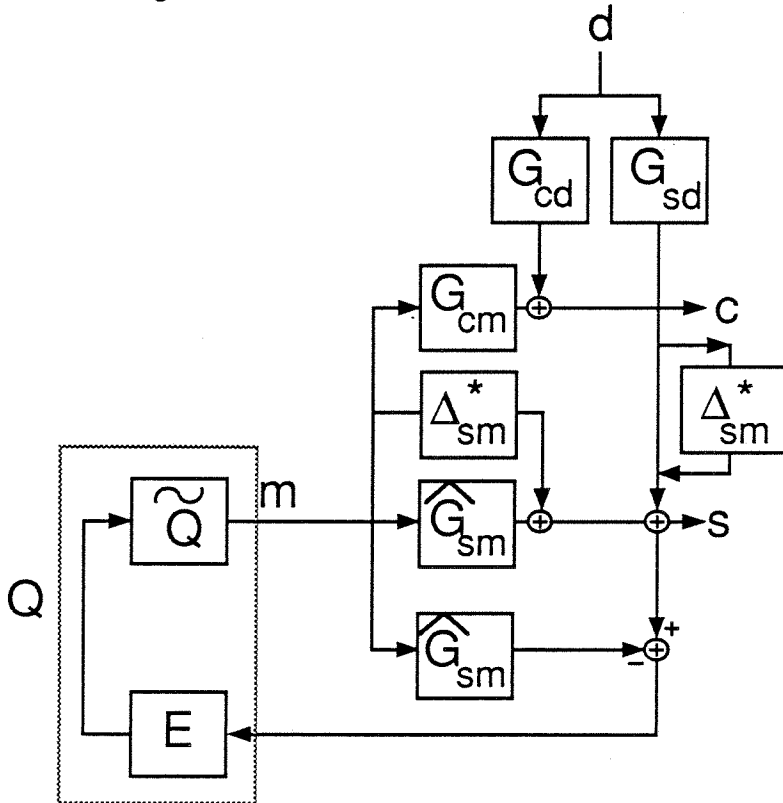 d
G_cd
G_sd
G_cm
+
c
Δ*_sm
Δ*_sm
m
Q̃
Ĝ_sm
+
+
s
Q
Ĝ_sm
+
−
+
E